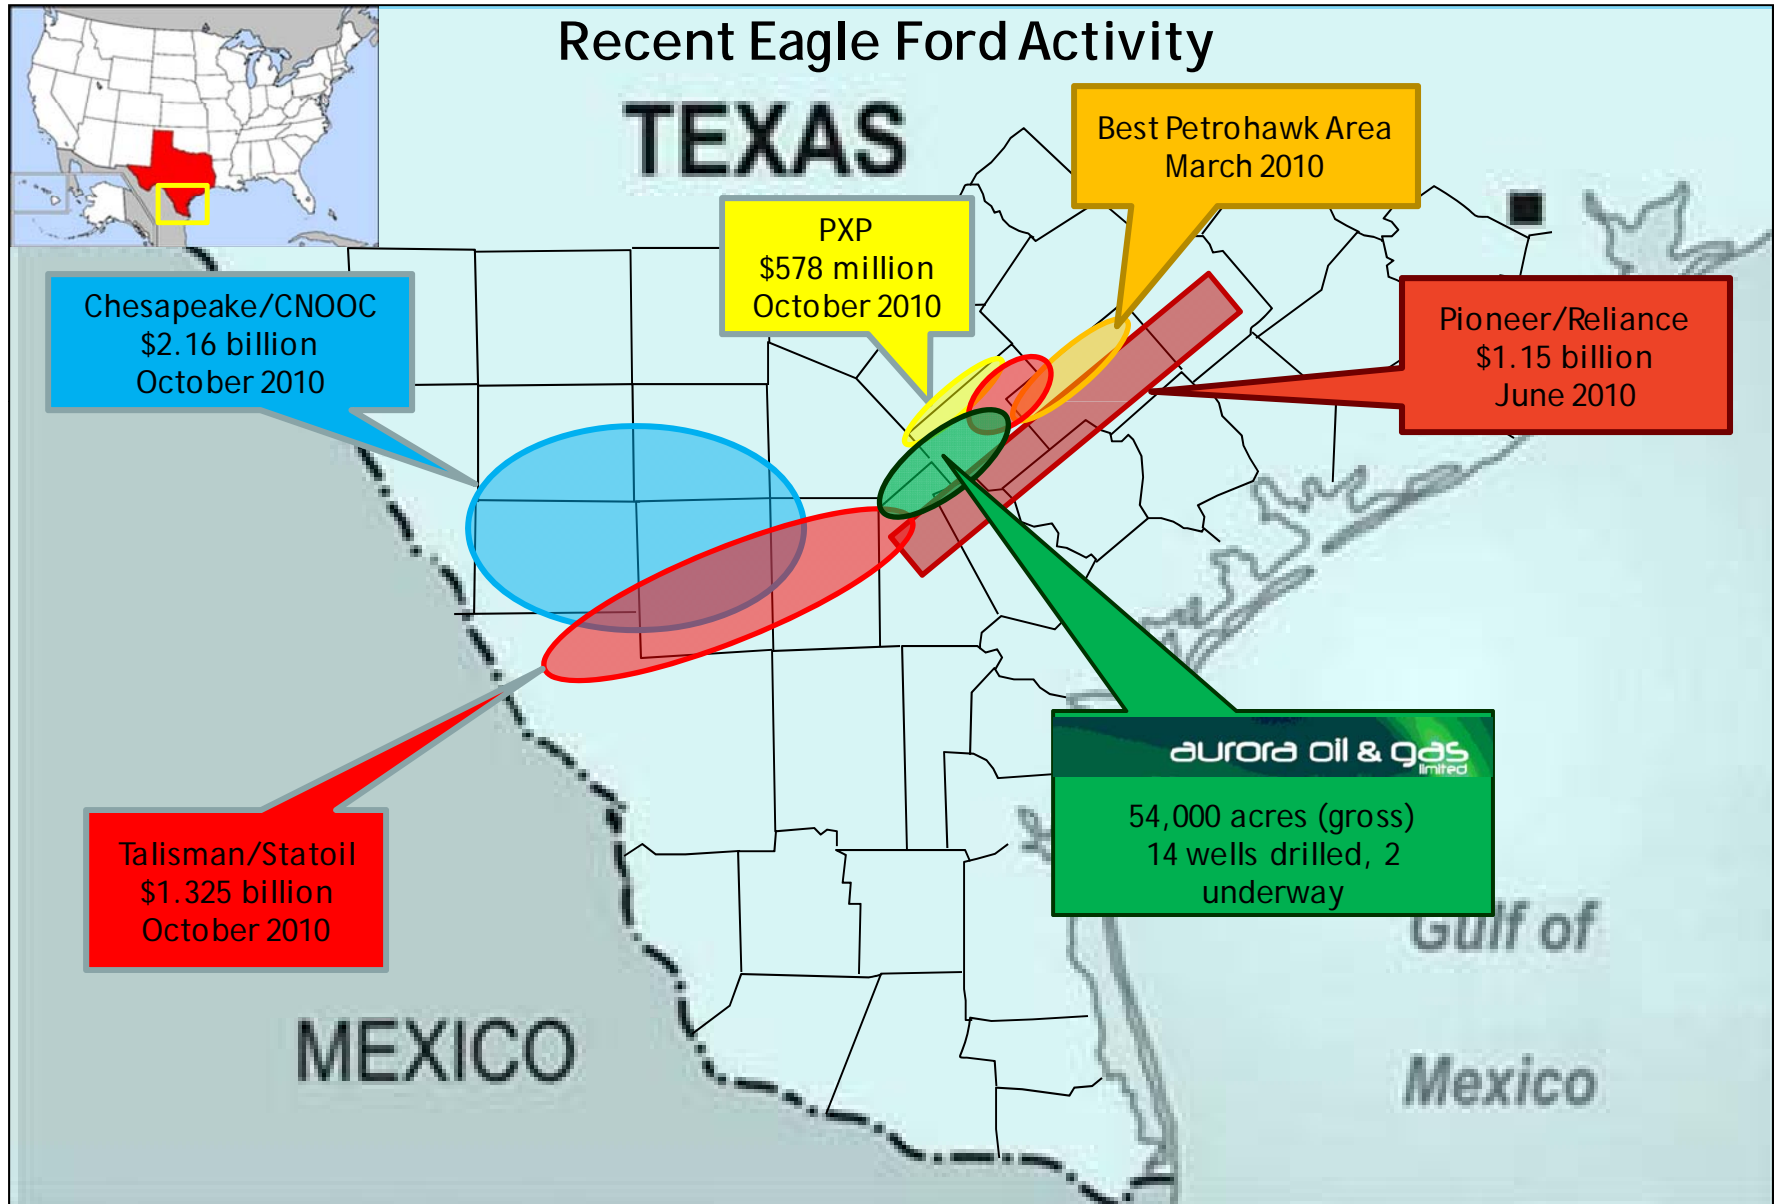 Recent Eagle Ford Activity
TEXAS
Best Petrohawk Area
March 2010
PXP
$578 million
October 2010
Chesapeake/CNOOC
$2.16 billion
October 2010
Pioneer/Reliance
$1.15 billion
June 2010
aurora oil & gas
limited
54,000 acres (gross)
14 wells drilled, 2
underway
Talisman/Statoil
$1.325 billion
October 2010
Gulf of
Mexico
MEXICO